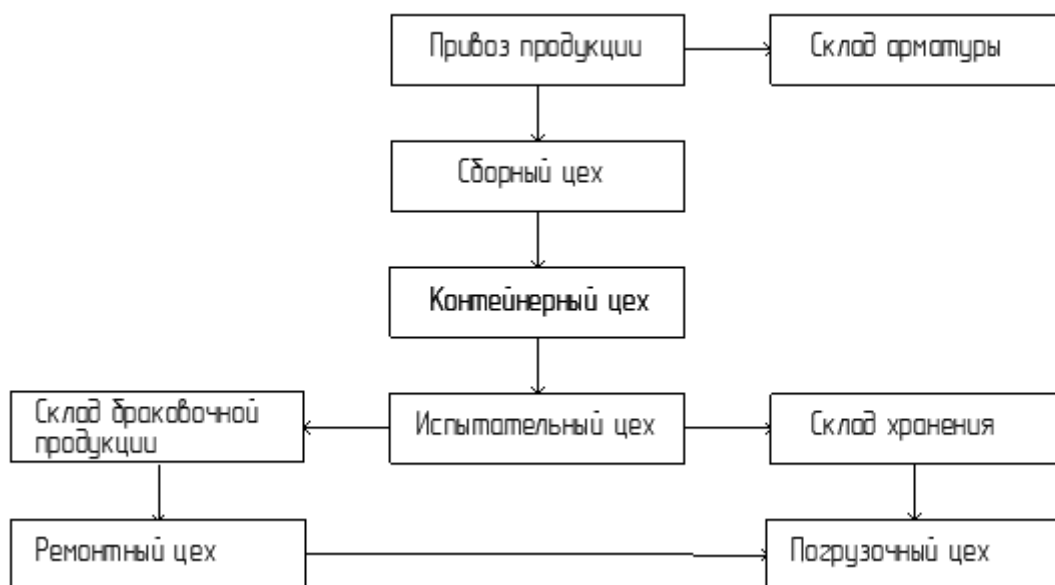 Привоз продукции
Склад арматуры
Сборный цех
Контейнерный цех
Склад браковочной
продукции
Испытательный цех
Склад хранения
Ремонтный цех
Погрузочный цех